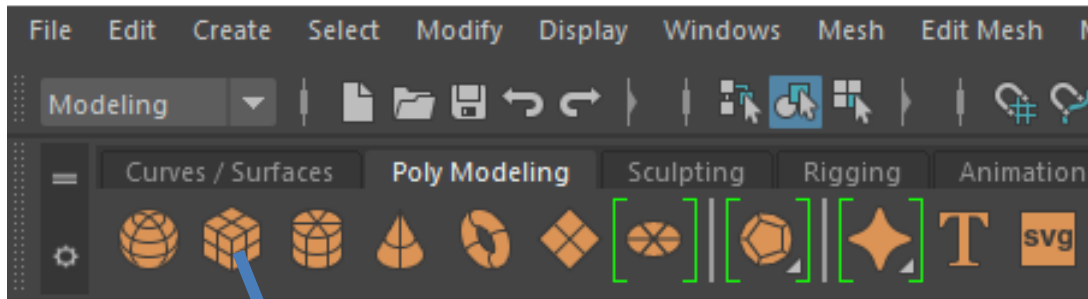 File Edit Create Select Modify Display Windows Mesh Edit Mesh
Modeling
Curves / Surfaces Poly Modeling Sculpting Rigging Animation
T svg